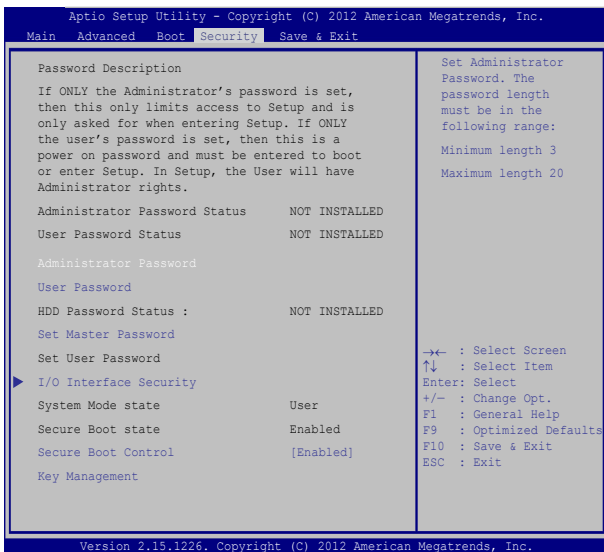 Aptio Setup Utility - Copyright (C) 2012 American Megatrends, Inc.
Main Advanced Boot Security Save & Exit
Password Description
If ONLY the Administrator's password is set,
then this only limits access to Setup and is
only asked for when entering Setup. If ONLY
the user's password is set, then this is a
power on password and must be entered to boot
or enter Setup. In Setup, the User will have
Administrator rights.
Administrator Password Status NOT INSTALLED
User Password Status NOT INSTALLED
Administrator Password
User Password
HDD Password Status : NOT INSTALLED
Set Master Password
Set User Password
I/O Interface Security
System Mode state User
Secure Boot state Enabled
Secure Boot Control [Enabled]
Key Management
Set Administrator
Password. The
password length
must be in the
following range:
Minimum length 3
Maximum length 20
→← : Select Screen
↑↓ : Select Item
Enter: Select
+/— : Change Opt.
F1 : General Help
F9 : Optimized Defaults
F10 : Save & Exit
ESC : Exit
Version 2.15.1226. Copyright (C) 2012 American Megatrends, Inc.